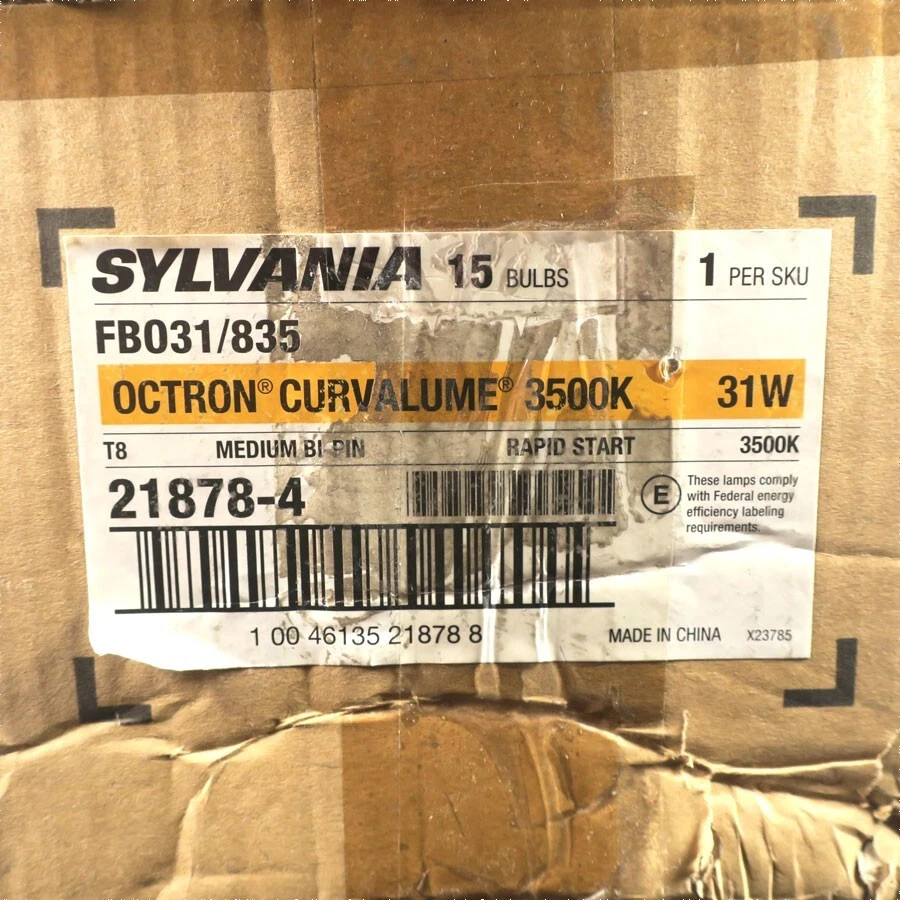 SYLVANIA 15 BULBS 1 PER SKU
FBO31/835
OCTRON® CURVALUME® 3500K 31W
T8 MEDIUM BI-PIN RAPID START 3500K
21878-4
E
These lamps comply
with Federal energy
efficiency labeling
requirements.
1 00 46135 21878 8
MADE IN CHINA X23785